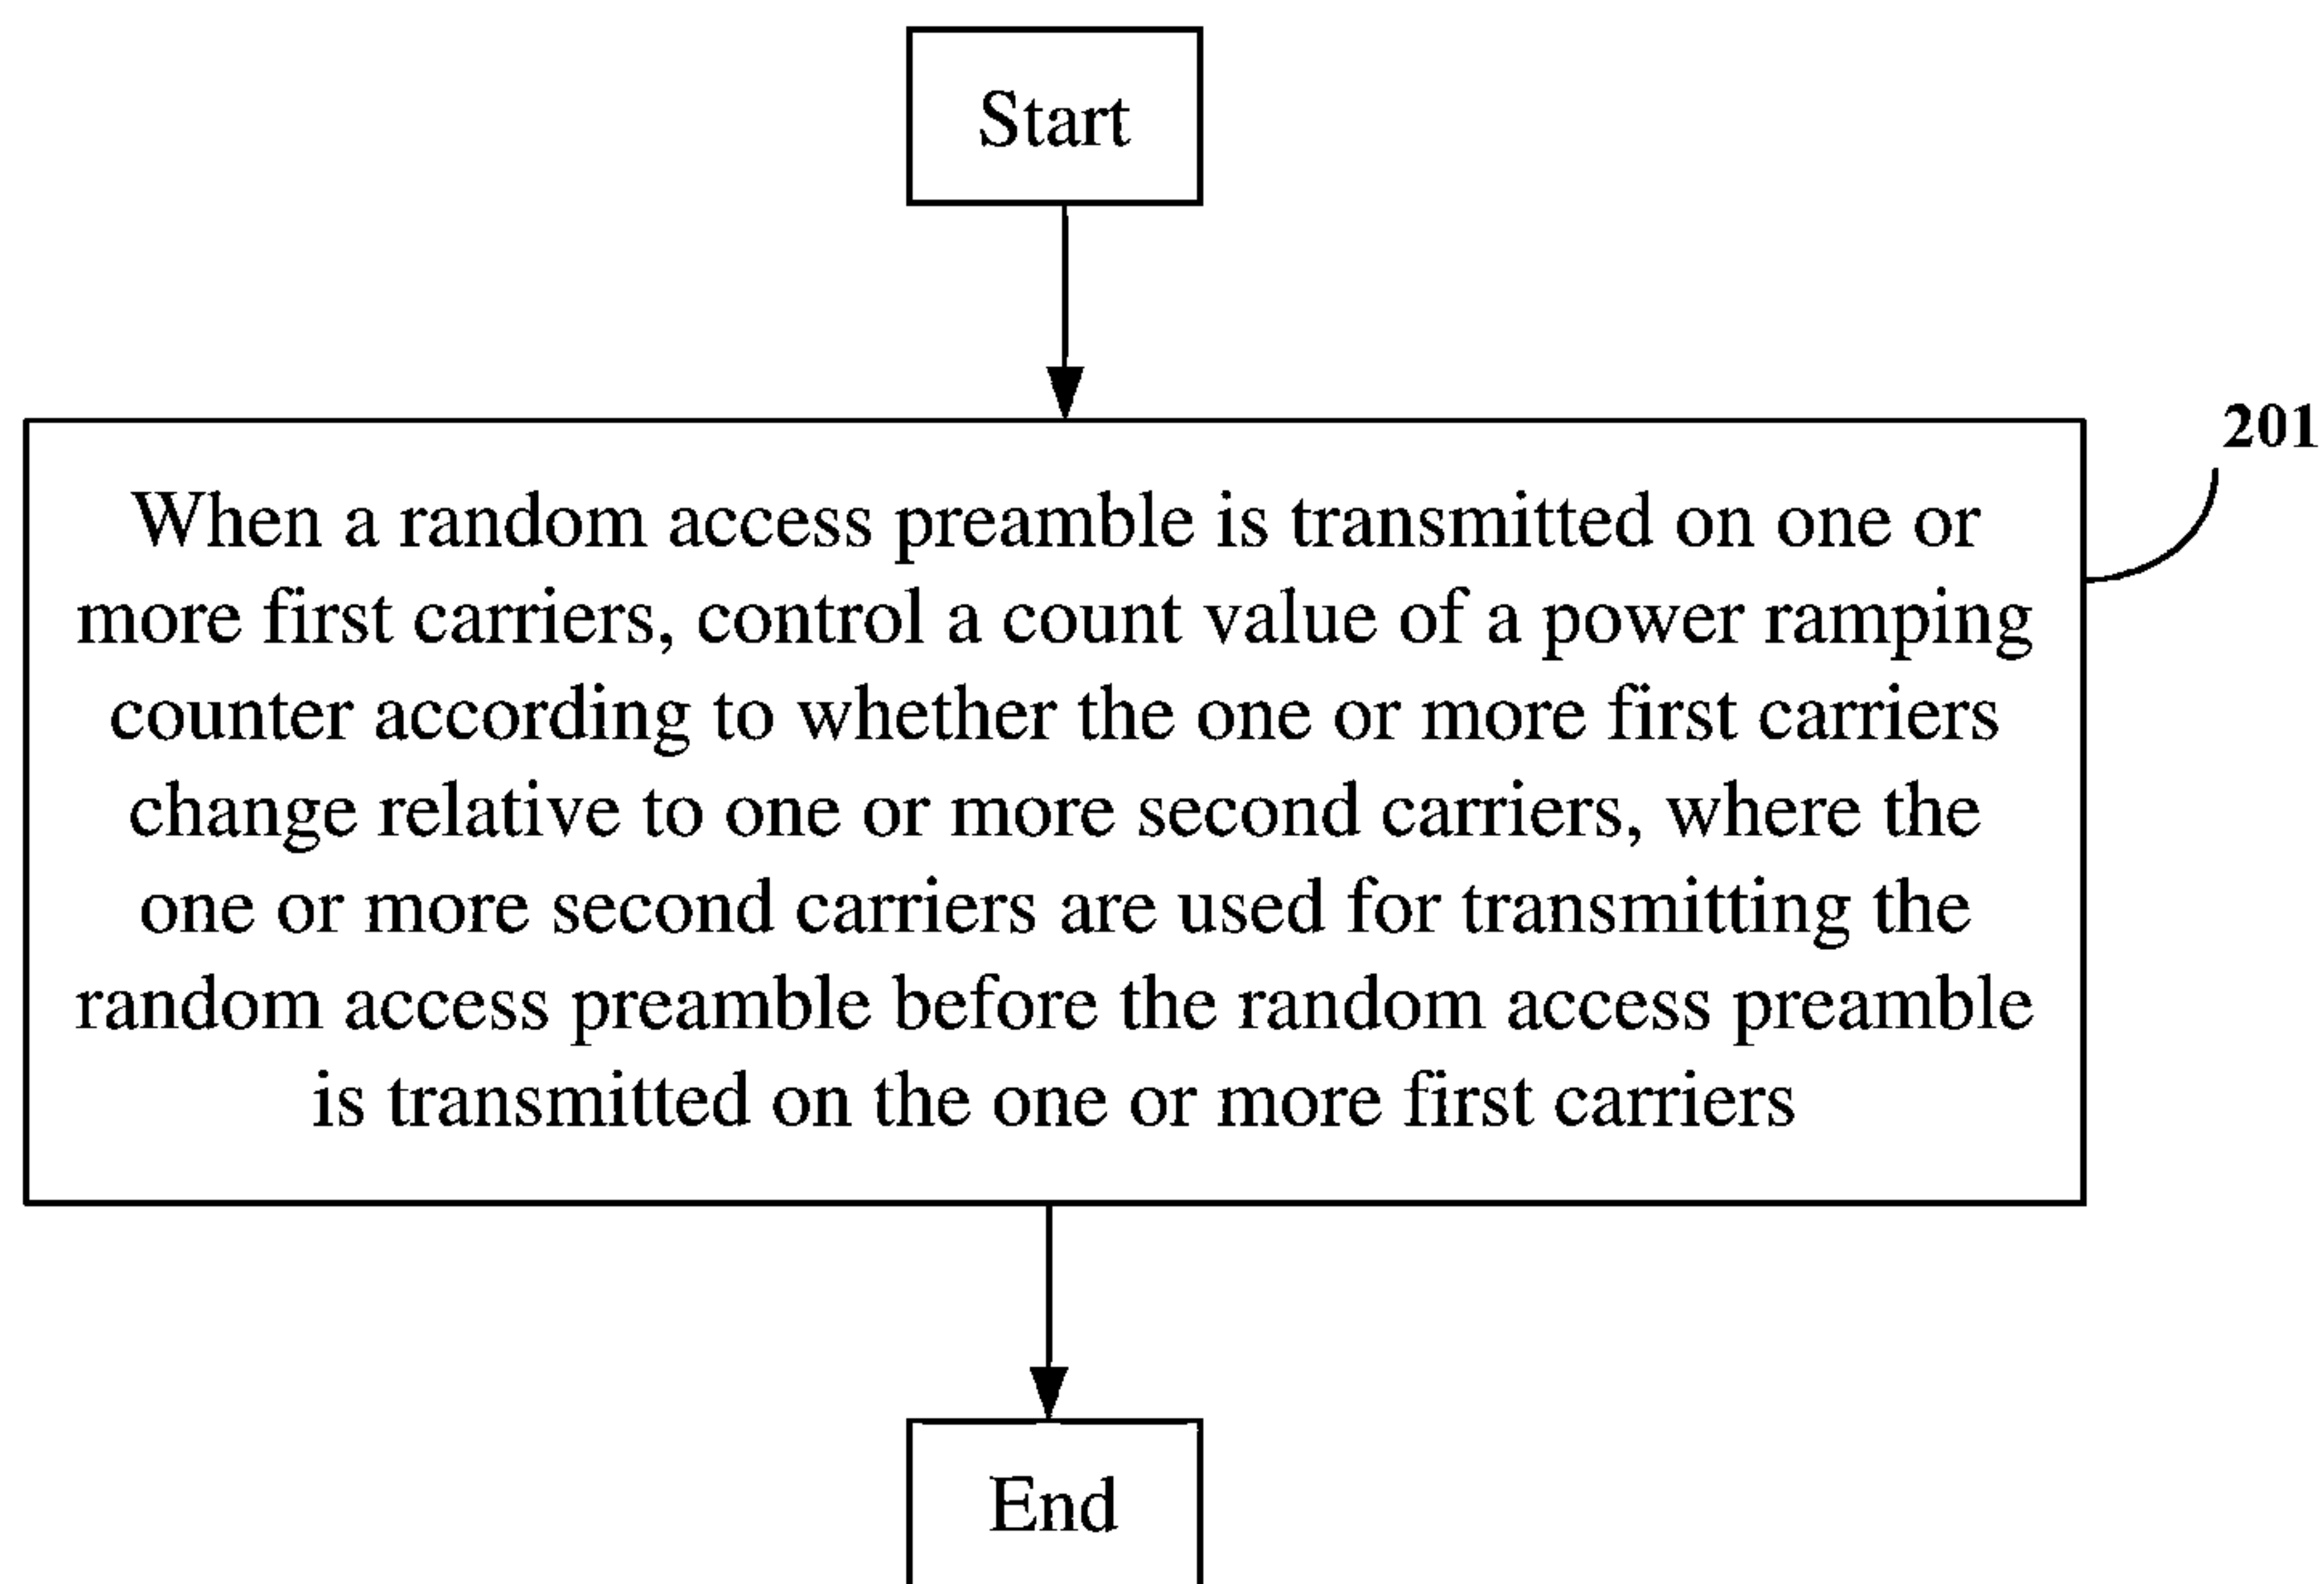 Start
201
When a random access preamble is transmitted on one or
more first carriers, control a count value of a power ramping
counter according to whether the one or more first carriers
change relative to one or more second carriers, where the
one or more second carriers are used for transmitting the
random access preamble before the random access preamble
is transmitted on the one or more first carriers
End